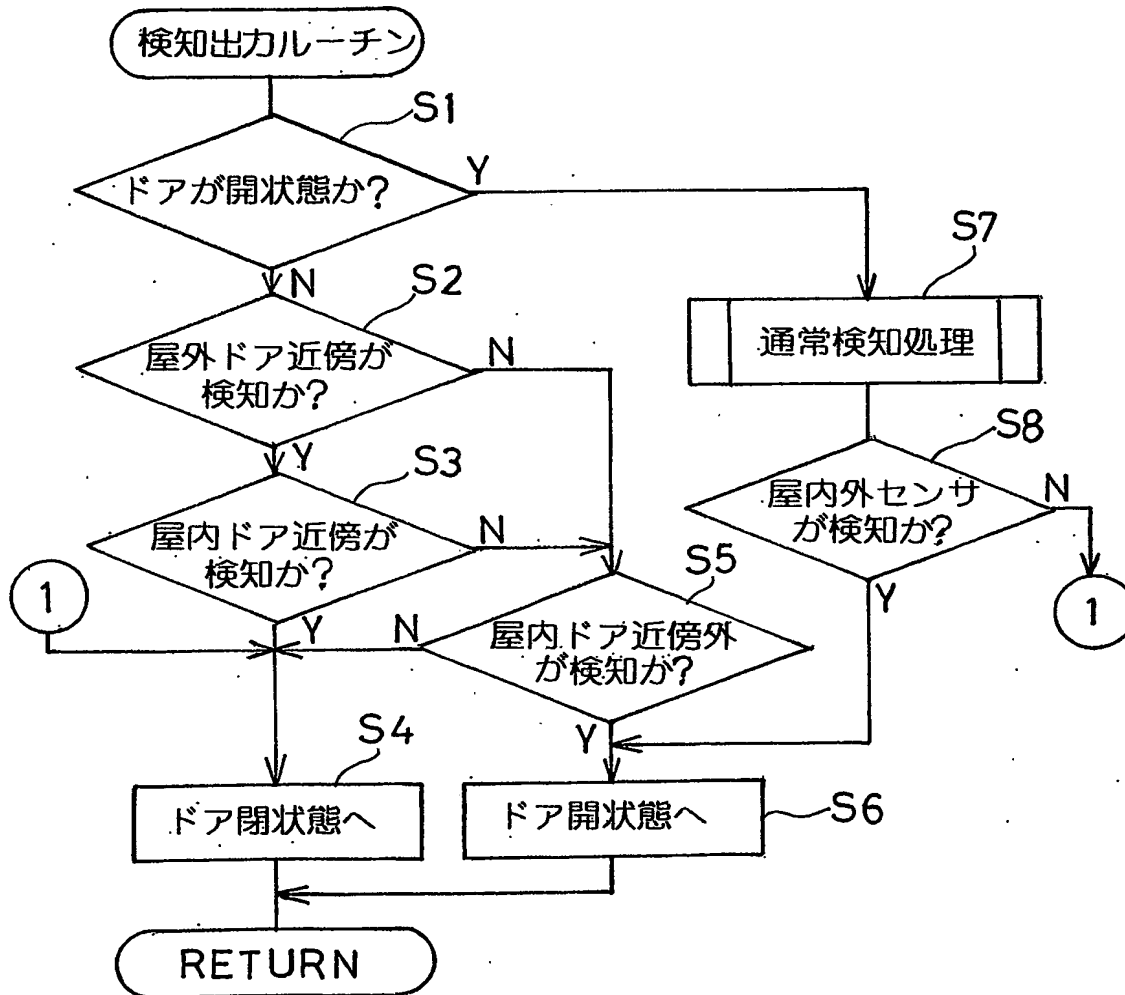 検知出力ルーチン
S1
ドアが開状態か?
Y
N
S2
屋外ドア近傍が
検知か?
N
Y
S3
屋内ドア近傍が
検知か?
N
Y
1
S7
通常検知処理
S8
屋内外センサ
が検知か?
N
Y
1
S5
屋内ドア近傍外
が検知か?
N
Y
S4
ドア閉状態へ
ドア開状態へ
S6
RETURN